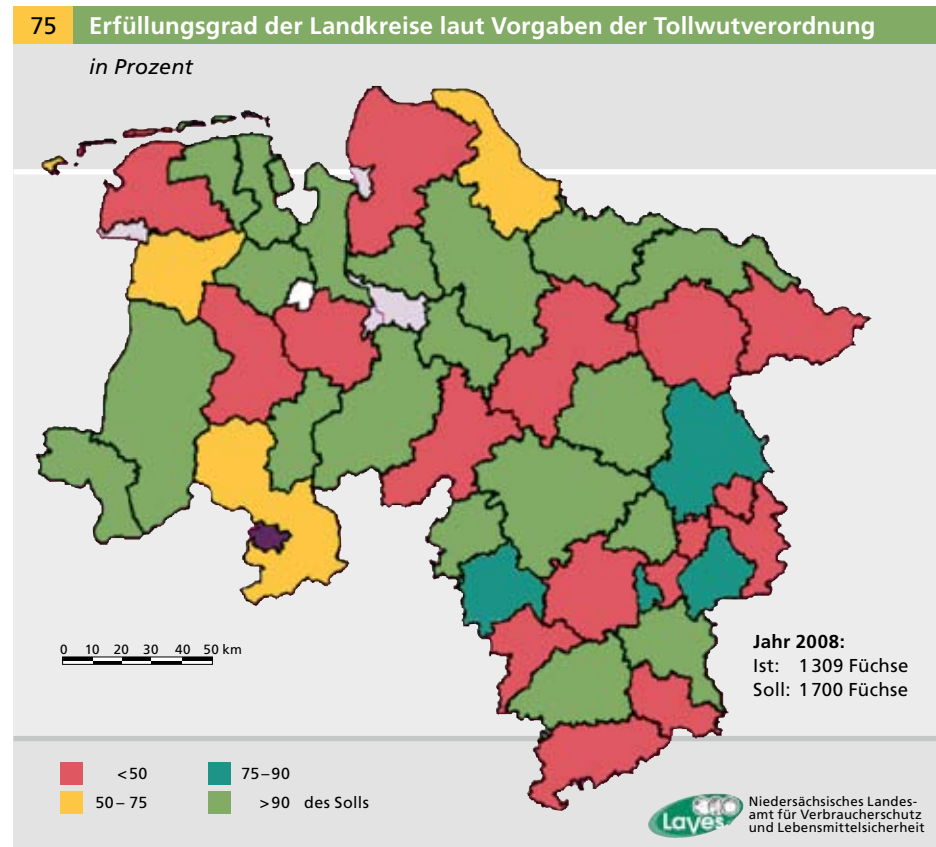 75 Erfüllungsgrad der Landkreise laut Vorgaben der Tollwutverordnung
in Prozent
0 10 20 30 40 50 km
Jahr 2008:
Ist: 1 309 Füchse
Soll: 1 700 Füchse
<50
75–90
50–75
>90 des Solls
Laves
Niedersächsisches Landes-
amt für Verbraucherschutz
und Lebensmittelsicherheit